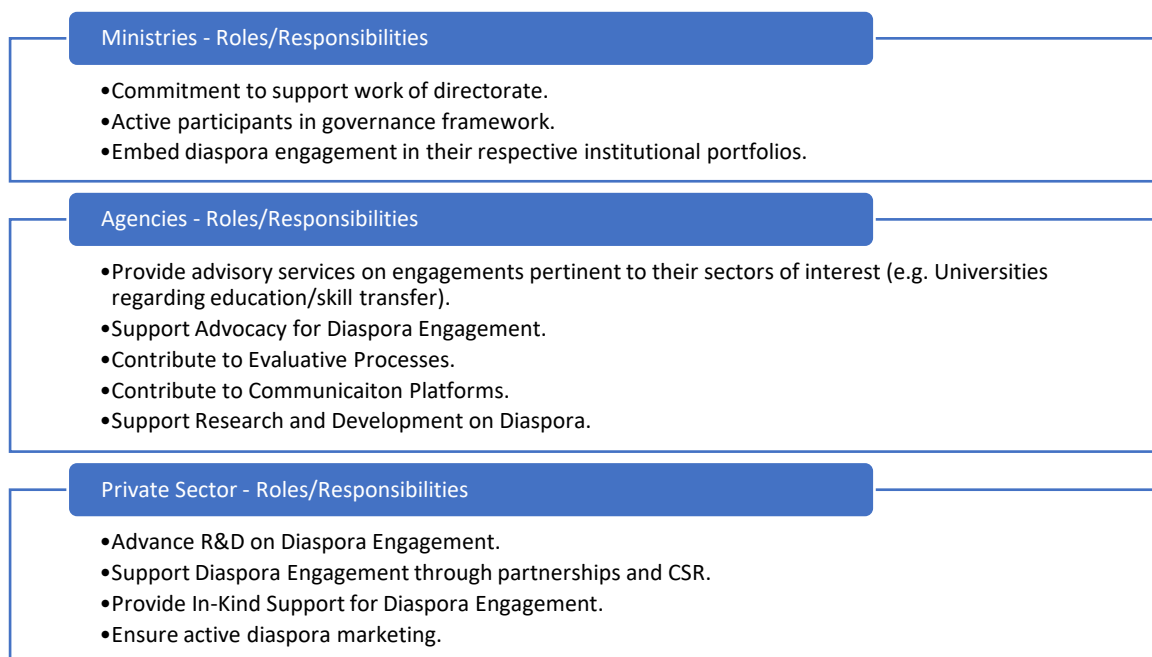 Ministries - Roles/Responsibilities
•Commitment to support work of directorate.
•Active participants in governance framework.
•Embed diaspora engagement in their respective institutional portfolios.
Agencies - Roles/Responsibilities
•Provide advisory services on engagements pertinent to their sectors of interest (e.g. Universities
regarding education/skill transfer).
•Support Advocacy for Diaspora Engagement.
•Contribute to Evaluative Processes.
•Contribute to Communicaiton Platforms.
•Support Research and Development on Diaspora.
Private Sector - Roles/Responsibilities
•Advance R&D on Diaspora Engagement.
•Support Diaspora Engagement through partnerships and CSR.
•Provide In-Kind Support for Diaspora Engagement.
•Ensure active diaspora marketing.